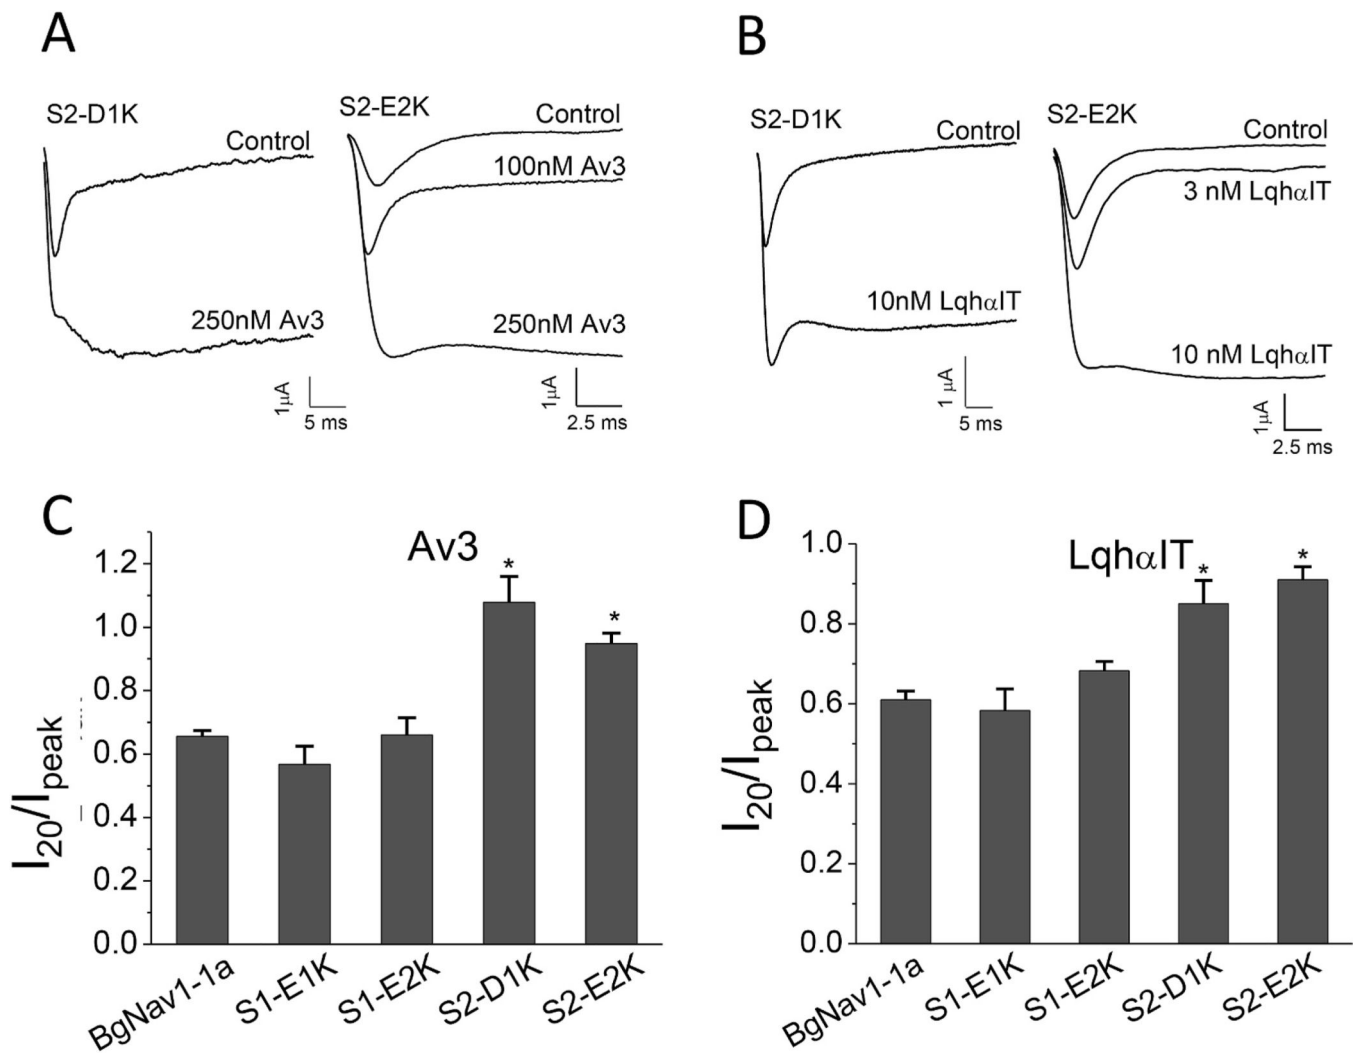 A
S2-D1K
Control
250nM Av3
1μA
5 ms
S2-E2K
Control
100nM Av3
250nM Av3
1μA
2.5 ms
B
S2-D1K
Control
10nM LqhαIT
1 μA
5 ms
S2-E2K
Control
3 nM LqhαIT
10 nM LqhαIT
1μA
2.5 ms
C
Av3
I20/Ipeak
1.2
1.0
0.8
0.6
0.4
0.2
0.0
*
*
BgNav1-1a
S1-E1K
S1-E2K
S2-D1K
S2-E2K
D
LqhαIT
I20/Ipeak
1.0
0.8
0.6
0.4
0.2
0.0
*
*
BgNav1-1a
S1-E1K
S1-E2K
S2-D1K
S2-E2K